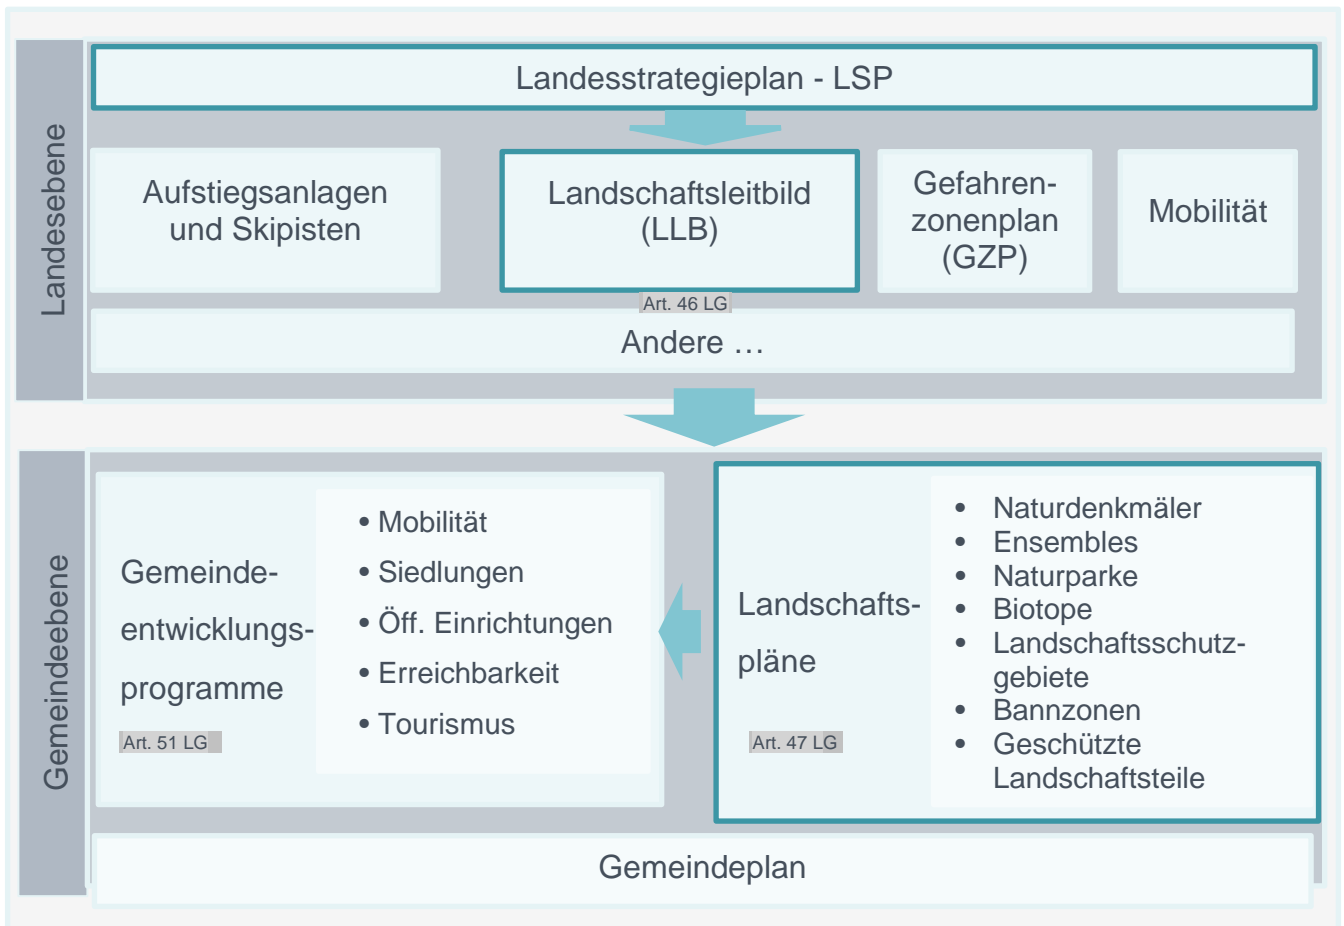 Landesebene
Landesstrategieplan - LSP
Aufstiegsanlagen
und Skipisten
Landschaftsleitbild
(LLB)
Art. 46 LG
Gefahren-
zonenplan
(GZP)
Mobilität
Andere …
Gemeindeebene
Gemeinde-
entwicklungs-
programme
Art. 51 LG
• Mobilität
• Siedlungen
• Öff. Einrichtungen
• Erreichbarkeit
• Tourismus
Landschafts-
pläne
Art. 47 LG
• Naturdenkmäler
• Ensembles
• Naturparke
• Biotope
• Landschaftsschutz-
gebiete
• Bannzonen
• Geschützte
Landschaftsteile
Gemeindeplan